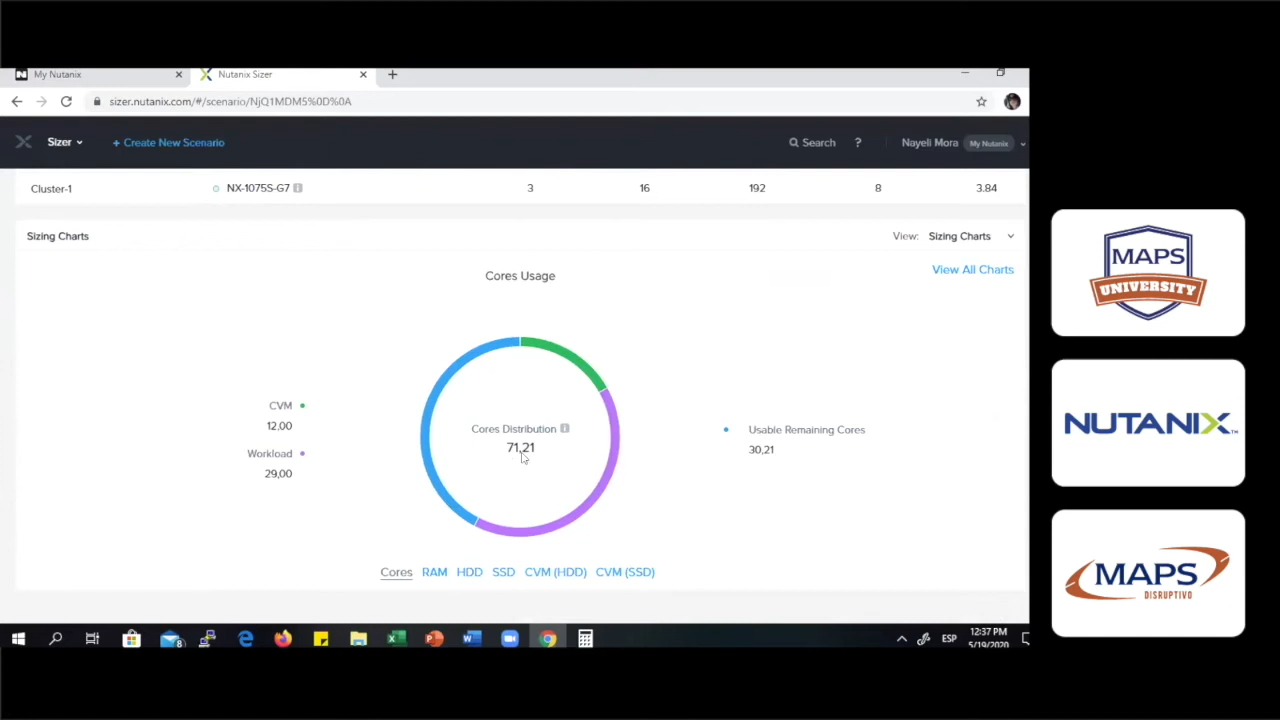 My Nutanix
Nutanix Sizer
sizer.nutanix.com/#/scenario/NjQ1MDM5%0D%0A
Sizer
+ Create New Scenario
Search
?
Nayeli Mora
My Nutanix
Cluster-1
NX-1075S-G7
3
16
192
8
3.84
Sizing Charts
View:
Sizing Charts
Cores Usage
View All Charts
CVM
12,00
Workload
29,00
Cores Distribution
71,21
Usable Remaining Cores
30,21
Cores RAM HDD SSD CVM (HDD) CVM (SSD)
8
ESP
12:37 PM
5/19/2020
MAPS
UNIVERSITY
NUTANIX
MAPS
DISRUPTIVO